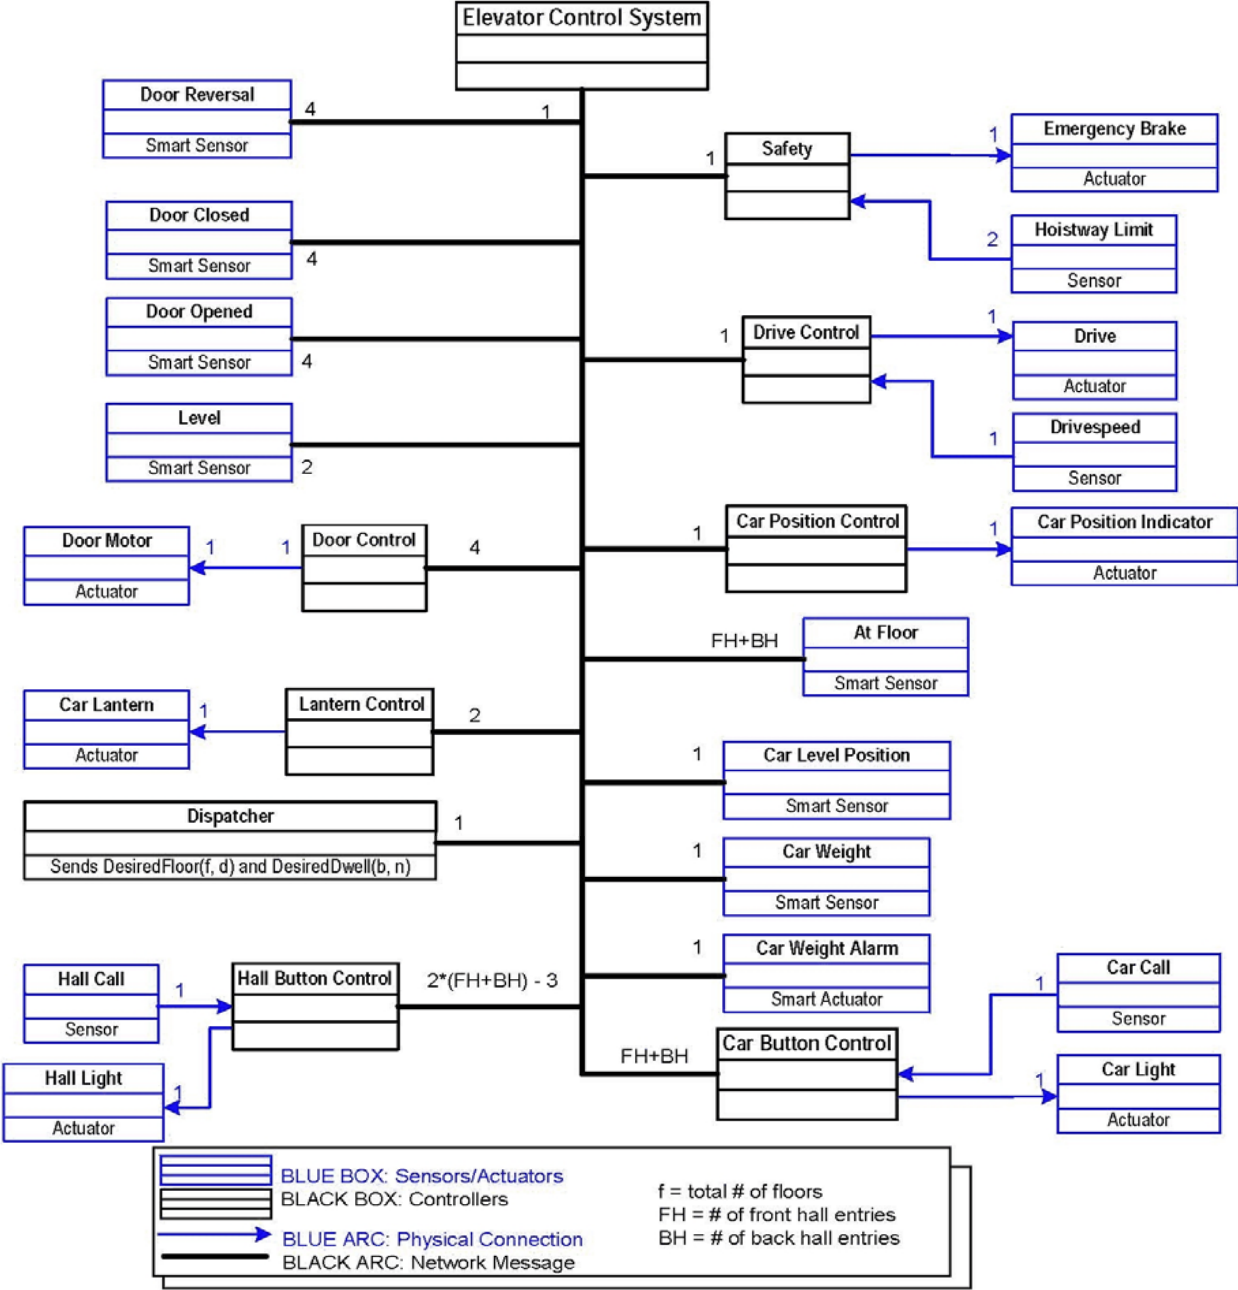 Elevator Control System
Door Reversal
Smart Sensor
4
1
Door Closed
Smart Sensor
4
Door Opened
Smart Sensor
4
Level
Smart Sensor
2
Door Motor
Actuator
1
1
Door Control
4
Car Lantern
Actuator
1
Lantern Control
2
Dispatcher
Sends DesiredFloor(f, d) and DesiredDwell(b, n)
1
Hall Call
Sensor
1
Hall Button Control
2*(FH+BH) - 3
Hall Light
Actuator
1
1
Safety
1
Emergency Brake
Actuator
2
Hoistway Limit
Sensor
1
Drive Control
1
Drive
Actuator
1
Drivespeed
Sensor
1
Car Position Control
1
Car Position Indicator
Actuator
FH+BH
At Floor
Smart Sensor
1
Car Level Position
Smart Sensor
1
Car Weight
Smart Sensor
1
Car Weight Alarm
Smart Actuator
FH+BH
Car Button Control
1
Car Call
Sensor
1
Car Light
Actuator
BLUE BOX: Sensors/Actuators
BLACK BOX: Controllers
BLUE ARC: Physical Connection
BLACK ARC: Network Message
f = total # of floors
FH = # of front hall entries
BH = # of back hall entries